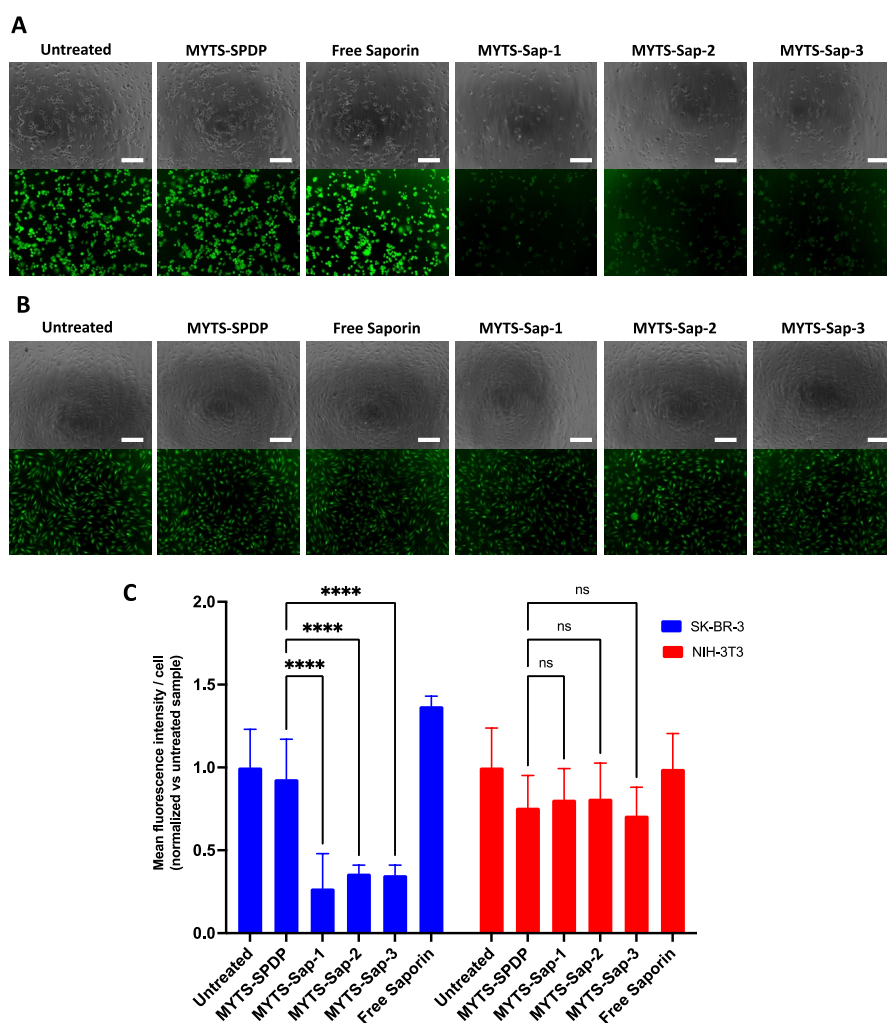 A
Untreated MYTS-SPDP Free Saporin MYTS-Sap-1 MYTS-Sap-2 MYTS-Sap-3
B
Untreated MYTS-SPDP Free Saporin MYTS-Sap-1 MYTS-Sap-2 MYTS-Sap-3
C
Mean fluorescence intensity / cell
(normalized vs untreated sample)
2.0
1.5
1.0
0.5
0.0
****
****
****
ns
ns
ns
SK-BR-3
NIH-3T3
Untreated
MYTS-SPDP
MYTS-Sap-1
MYTS-Sap-2
MYTS-Sap-3
Free Saporin
Untreated
MYTS-SPDP
MYTS-Sap-1
MYTS-Sap-2
MYTS-Sap-3
Free Saporin